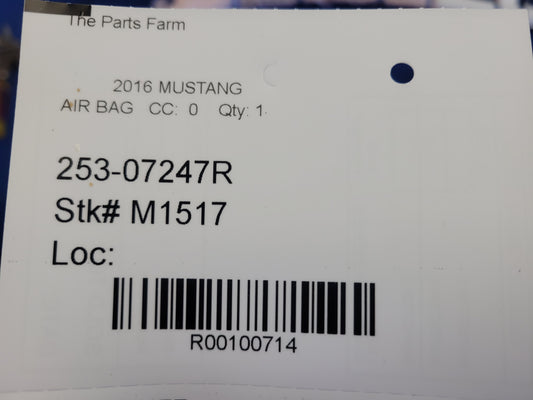 The Parts Farm
2016 MUSTANG
AIR BAG CC: 0 Qty: 1
253-07247R
Stk# M1517
Loc:
R00100714